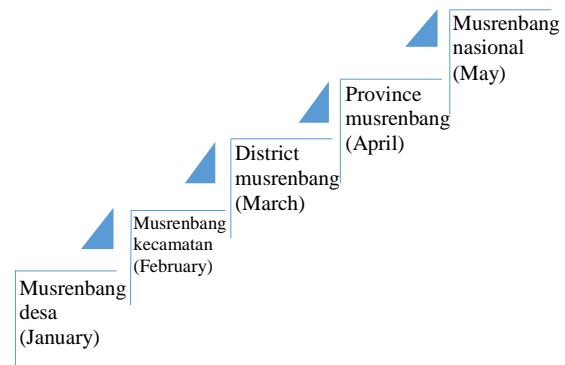 Musrenbang
nasional
(May)
Province
musrenbang
(April)
District
musrenbang
(March)
Musrenbang
kecamatan
(February)
Musrenbang
desa
(January)